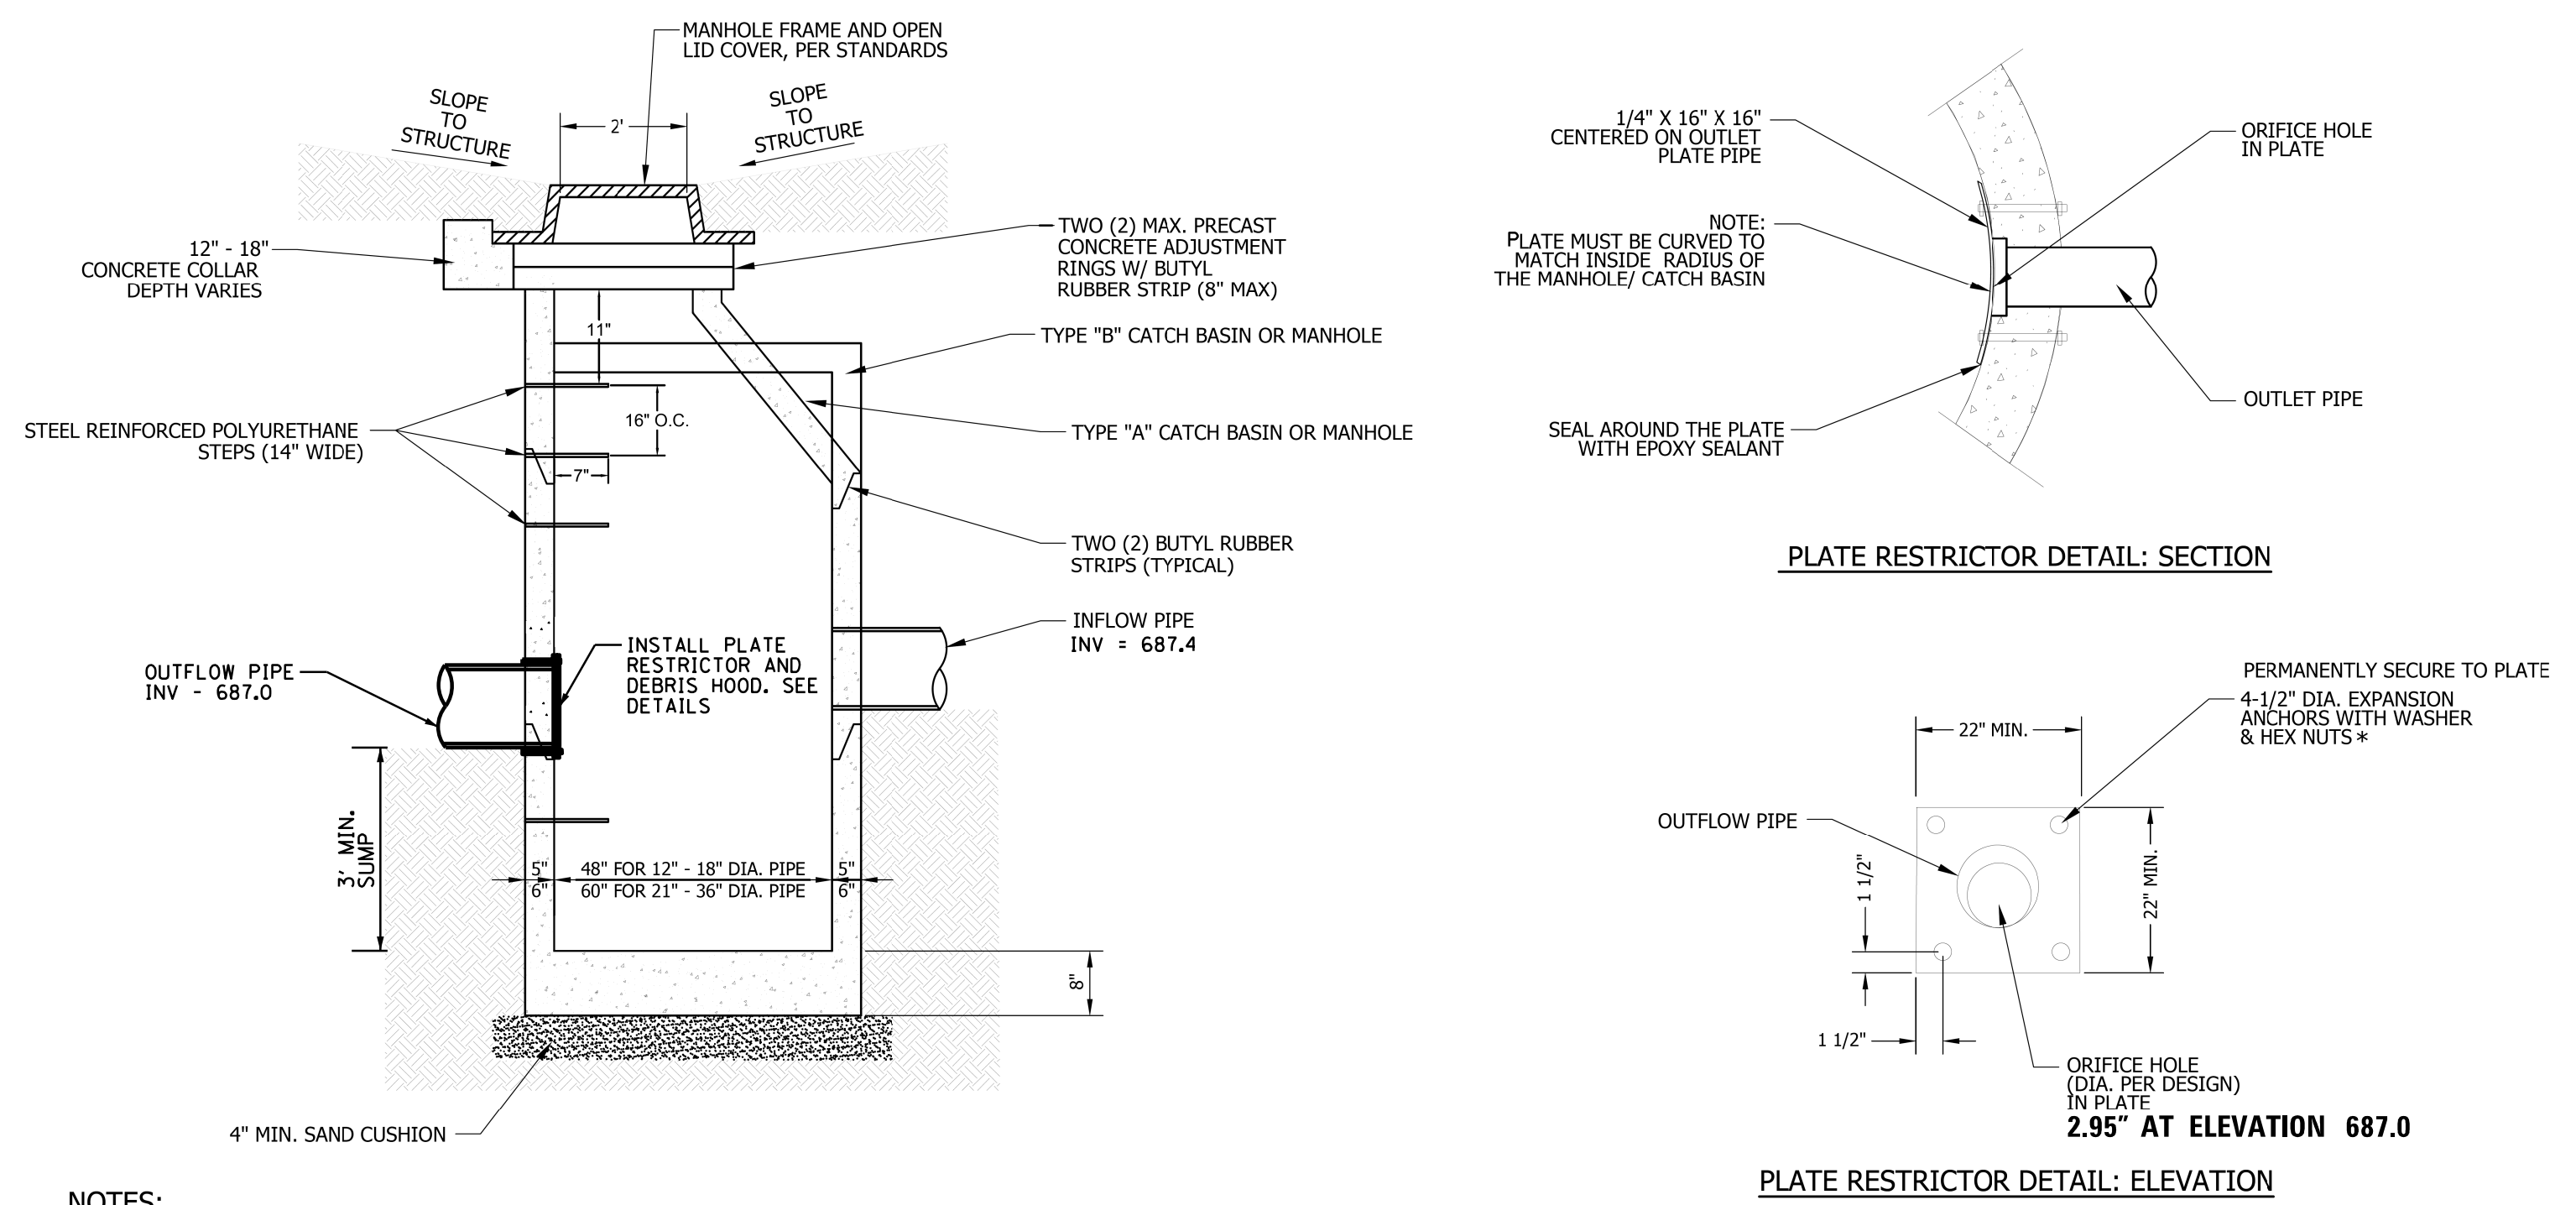 MANHOLE FRAME AND OPEN
LID COVER, PER STANDARDS
SLOPE
TO
STRUCTURE
SLOPE
TO
STRUCTURE
2'
12" - 18"
CONCRETE COLLAR
DEPTH VARIES
TWO (2) MAX. PRECAST
CONCRETE ADJUSTMENT
RINGS W/ BUTYL
RUBBER STRIP (8" MAX)
11"
TYPE "B" CATCH BASIN OR MANHOLE
16" O.C.
STEEL REINFORCED POLYURETHANE
STEPS (14" WIDE)
7"
TYPE "A" CATCH BASIN OR MANHOLE
TWO (2) BUTYL RUBBER
STRIPS (TYPICAL)
INFLOW PIPE
INV = 687.4
INSTALL PLATE
RESTRICTOR AND
DEBRIS HOOD. SEE
DETAILS
OUTFLOW PIPE
INV - 687.0
3' MIN.
SUMP
5" 48" FOR 12" - 18" DIA. PIPE 5"
6" 60" FOR 21" - 36" DIA. PIPE 6"
8"
4" MIN. SAND CUSHION
NOTES:
1/4" X 16" X 16"
CENTERED ON OUTLET
PLATE PIPE
ORIFICE HOLE
IN PLATE
NOTE:
PLATE MUST BE CURVED TO
MATCH INSIDE RADIUS OF
THE MANHOLE/ CATCH BASIN
OUTLET PIPE
SEAL AROUND THE PLATE
WITH EPOXY SEALANT
PLATE RESTRICTOR DETAIL: SECTION
PERMANENTLY SECURE TO PLATE
4-1/2" DIA. EXPANSION
ANCHORS WITH WASHER
& HEX NUTS *
22" MIN.
OUTFLOW PIPE
1 1/2"
22" MIN.
1 1/2"
ORIFICE HOLE
(DIA. PER DESIGN)
IN PLATE
2.95" AT ELEVATION 687.0
PLATE RESTRICTOR DETAIL: ELEVATION